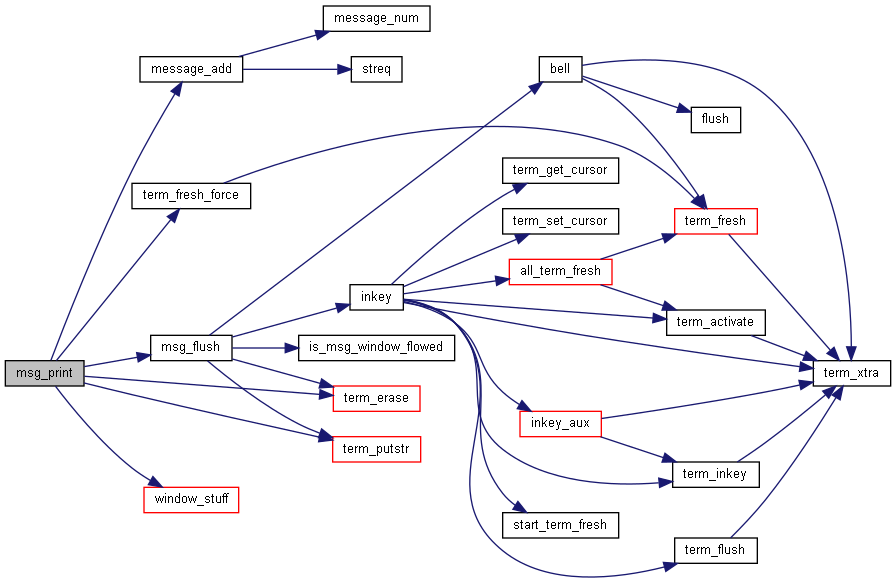 message_num
message_add
streq
bell
flush
term_get_cursor
term_fresh_force
term_set_cursor
term_fresh
all_term_fresh
inkey
term_activate
msg_flush
is_msg_window_flowed
msg_print
term_xtra
term_erase
inkey_aux
term_putstr
term_inkey
window_stuff
start_term_fresh
term_flush